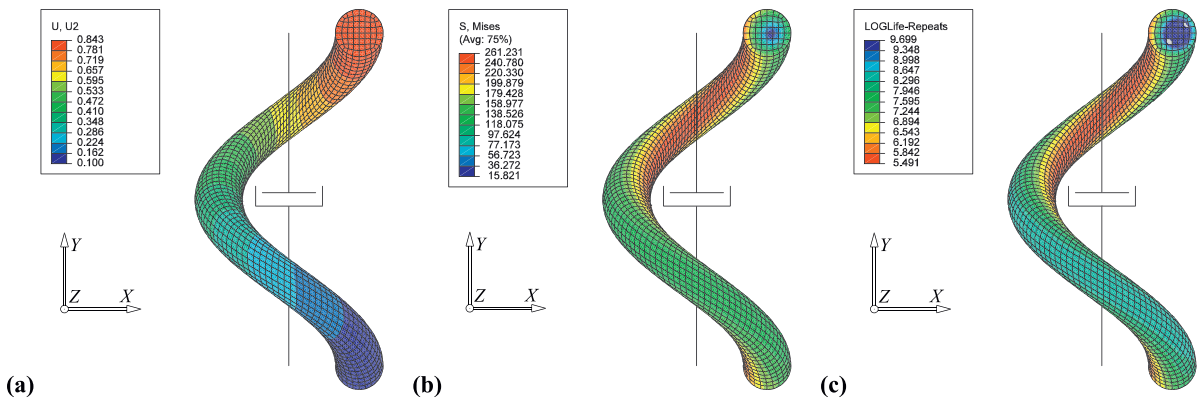 U, U2
0.843
0.781
0.719
0.657
0.595
0.533
0.472
0.410
0.348
0.286
0.224
0.162
0.100
Y
Z
X
(a)
S, Mises
(Avg: 75%)
261.231
240.780
220.330
199.879
179.428
158.977
138.526
118.075
97.624
77.173
56.723
36.272
15.821
Y
Z
X
(b)
LOGLife-Repeats
9.699
9.348
8.998
8.647
8.296
7.946
7.595
7.244
6.894
6.543
6.192
5.842
5.491
Y
Z
X
(c)